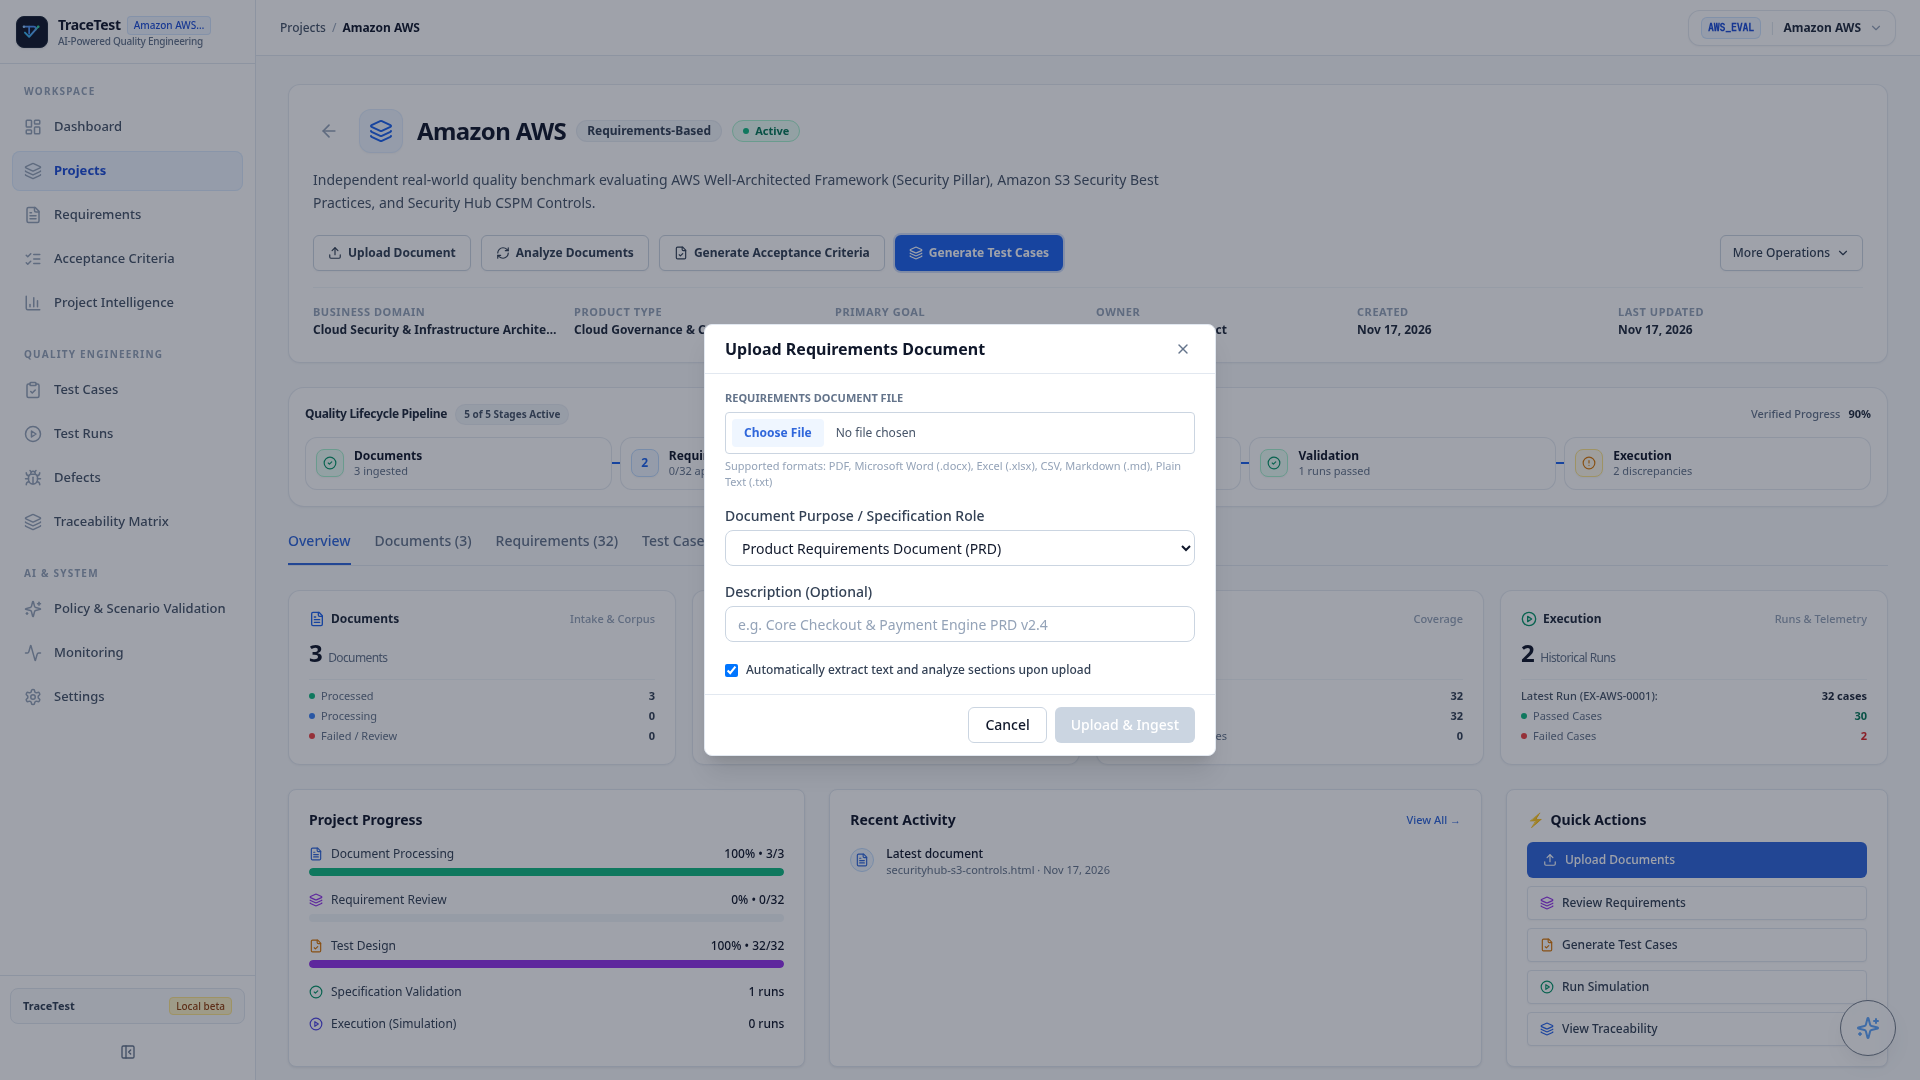 TraceTest
Amazon AWS...
AI-Powered Quality Engineering
WORKSPACE
Dashboard
Projects
Requirements
Acceptance Criteria
Project Intelligence
QUALITY ENGINEERING
Test Cases
Test Runs
Defects
Traceability Matrix
AI & SYSTEM
Policy & Scenario Validation
Monitoring
Settings
TraceTest
Local beta
Projects / Amazon AWS
AWS_EVAL
Amazon AWS
Amazon AWS
Requirements-Based
Active
Independent real-world quality benchmark evaluating AWS Well-Architected Framework (Security Pillar), Amazon S3 Security Best
Practices, and Security Hub CSPM Controls.
Upload Document
Analyze Documents
Generate Acceptance Criteria
Generate Test Cases
More Operations
BUSINESS DOMAIN
Cloud Security & Infrastructure Archite...
PRODUCT TYPE
Cloud Governance & C
PRIMARY GOAL
OWNER
ct
CREATED
Nov 17, 2026
LAST UPDATED
Nov 17, 2026
Quality Lifecycle Pipeline
5 of 5 Stages Active
Verified Progress 90%
Documents
3 ingested
2
Requi
0/32 ap
Validation
1 runs passed
Execution
2 discrepancies
Overview
Documents (3)
Requirements (32)
Test Case
Documents
Intake & Corpus
3 Documents
Processed 3
Processing 0
Failed / Review 0
Coverage
32
32
es 0
Execution
Runs & Telemetry
2 Historical Runs
Latest Run (EX-AWS-0001): 32 cases
Passed Cases 30
Failed Cases 2
Upload Requirements Document
REQUIREMENTS DOCUMENT FILE
Choose File
No file chosen
Supported formats: PDF, Microsoft Word (.docx), Excel (.xlsx), CSV, Markdown (.md), Plain
Text (.txt)
Document Purpose / Specification Role
Product Requirements Document (PRD)
Description (Optional)
e.g. Core Checkout & Payment Engine PRD v2.4
Automatically extract text and analyze sections upon upload
Cancel
Upload & Ingest
Project Progress
Document Processing 100% • 3/3
Requirement Review 0% • 0/32
Test Design 100% • 32/32
Specification Validation 1 runs
Execution (Simulation) 0 runs
Recent Activity
View All →
Latest document
securityhub-s3-controls.html · Nov 17, 2026
⚡ Quick Actions
Upload Documents
Review Requirements
Generate Test Cases
Run Simulation
View Traceability